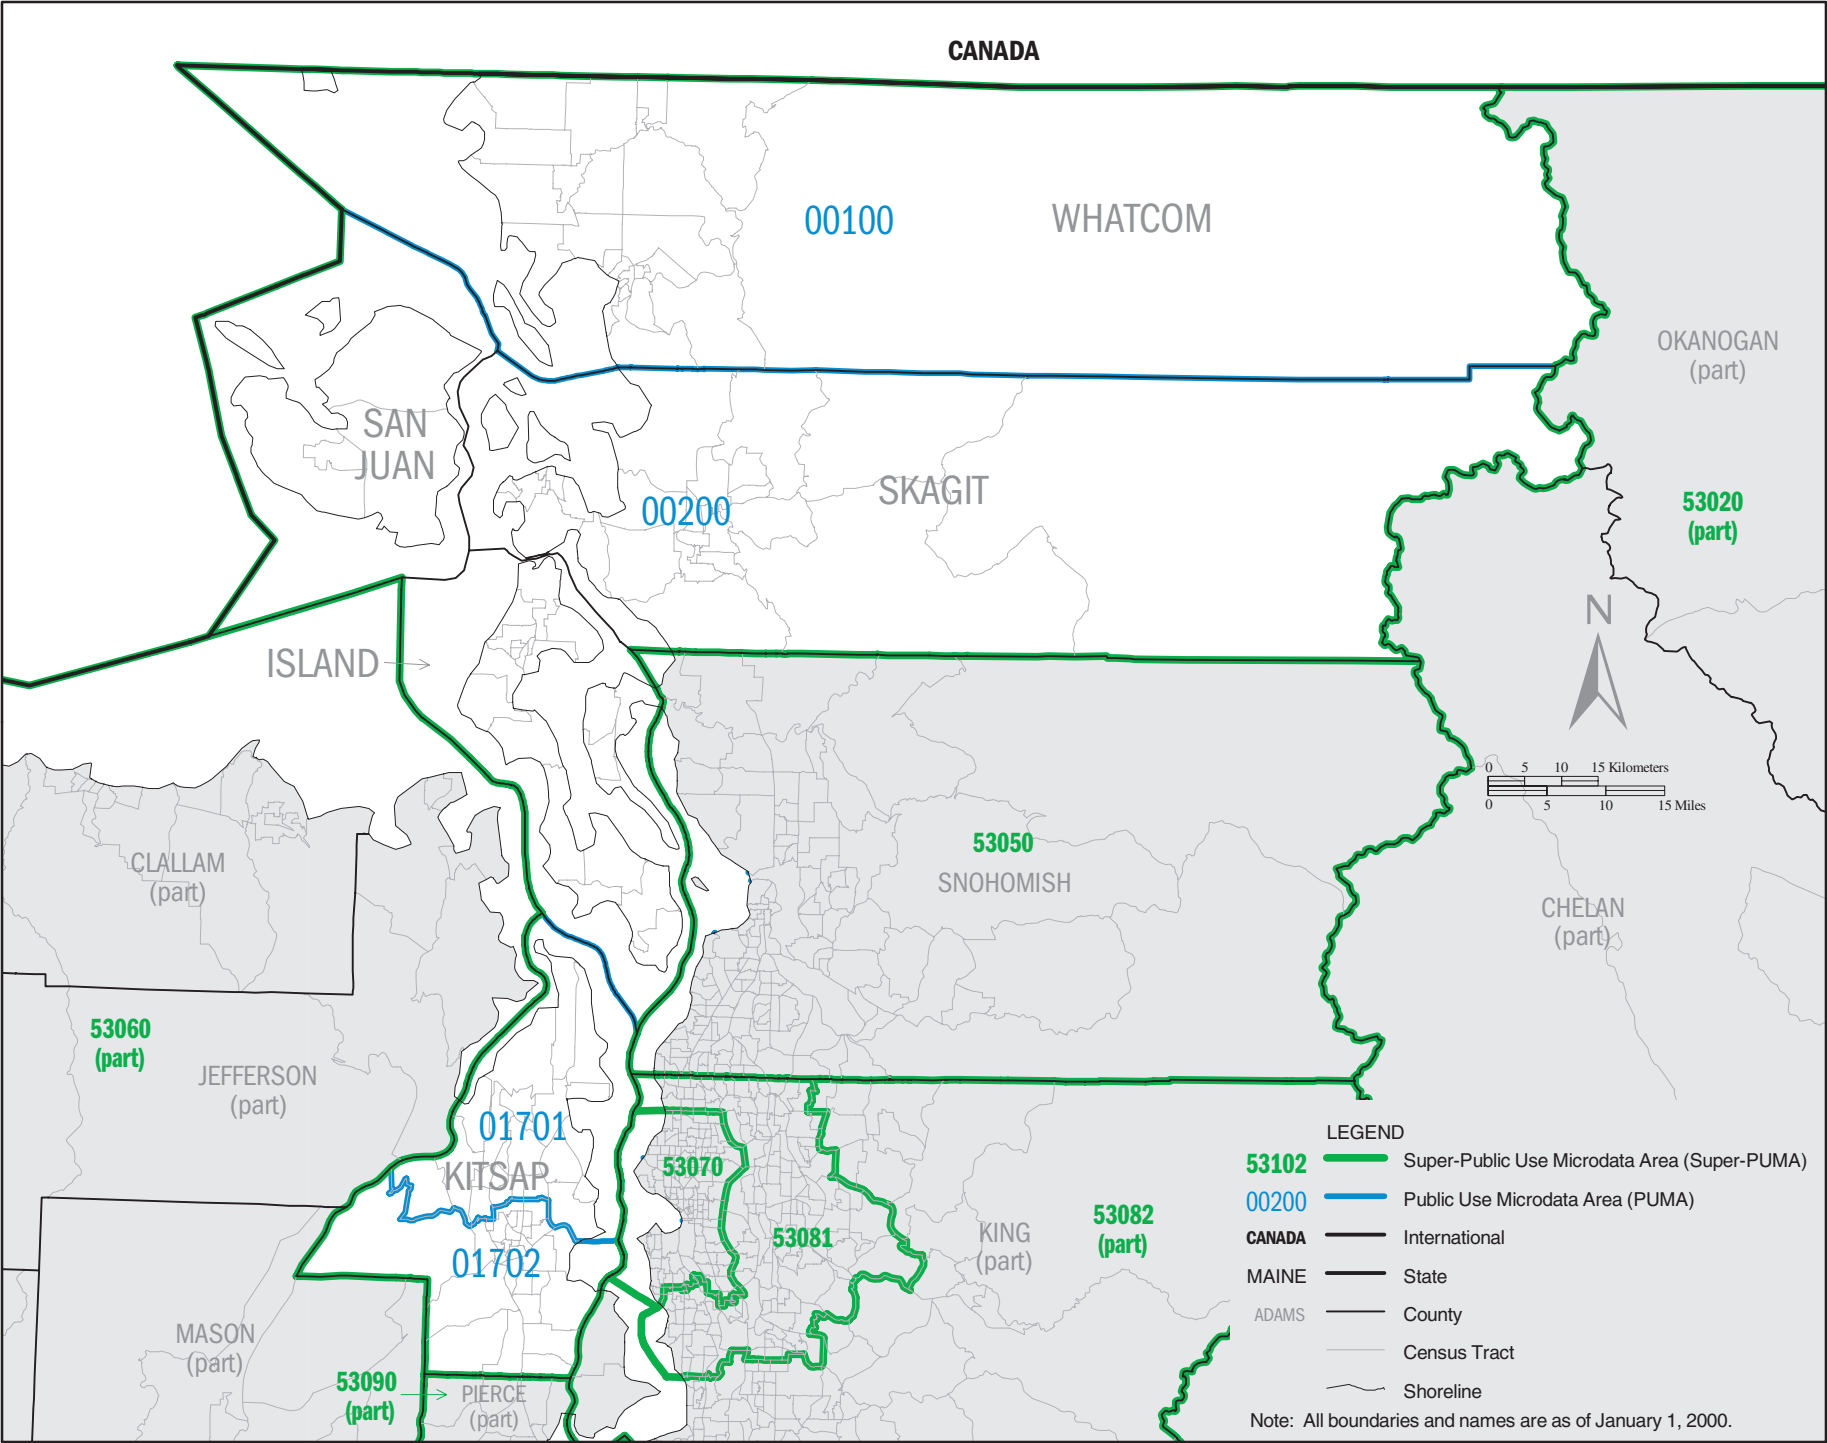 CANADA
00100
WHATCOM
OKANOGAN
(part)
SAN
JUAN
SKAGIT
00200
53020
(part)
N
ISLAND
0 5 10 15 Kilometers
0 5 10 15 Miles
53050
SNOHOMISH
CLALLAM
(part)
CHELAN
(part)
53060
(part)
JEFFERSON
(part)
01701
KITSAP
53070
01702
53081
KING
(part)
53082
(part)
MASON
(part)
53090
(part)
PIERCE
(part)
LEGEND
53102 Super-Public Use Microdata Area (Super-PUMA)
00200 Public Use Microdata Area (PUMA)
CANADA International
MAINE State
ADAMS County
Census Tract
Shoreline
Note: All boundaries and names are as of January 1, 2000.